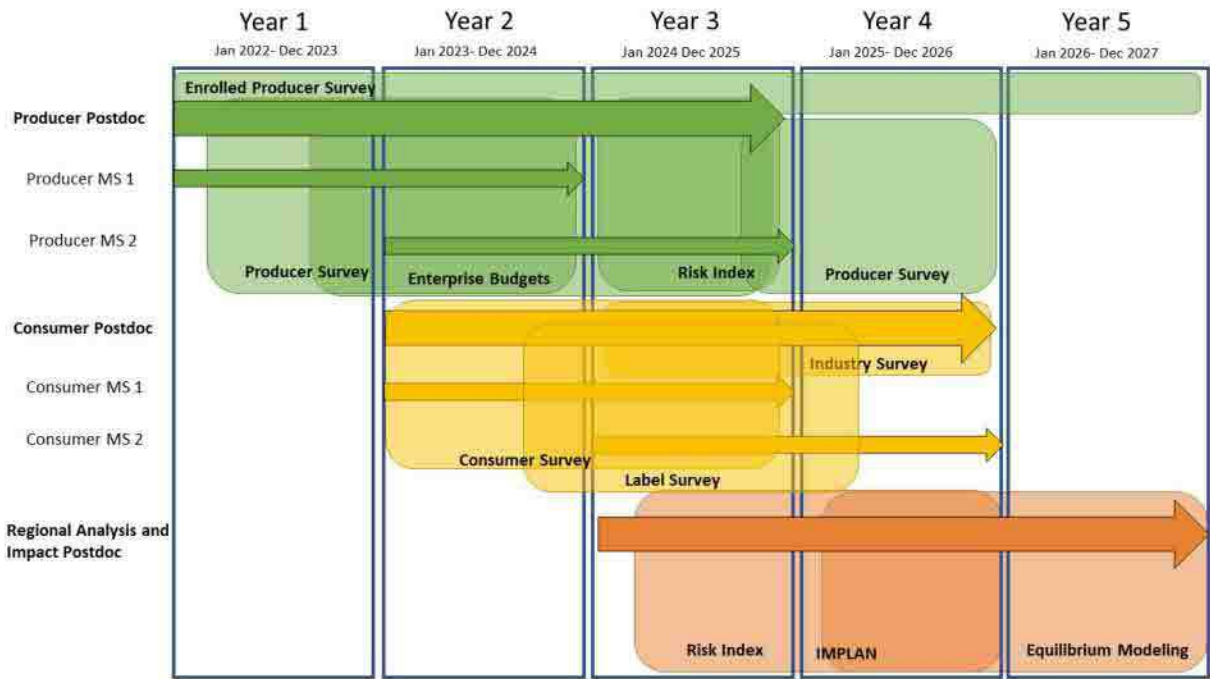 Year 1
Year 2
Year 3
Year 4
Year 5
Jan 2022- Dec 2023
Jan 2023- Dec 2024
Jan 2024 Dec 2025
Jan 2025- Dec 2026
Jan 2026- Dec 2027
Enrolled Producer Survey
Producer Postdoc
Producer MS 1
Producer MS 2
Producer Survey
Enterprise Budgets
Risk Index
Producer Survey
Consumer Postdoc
Industry Survey
Consumer MS 1
Consumer MS 2
Consumer Survey
Label Survey
Regional Analysis and
Impact Postdoc
Risk Index
IMPLAN
Equilibrium Modeling